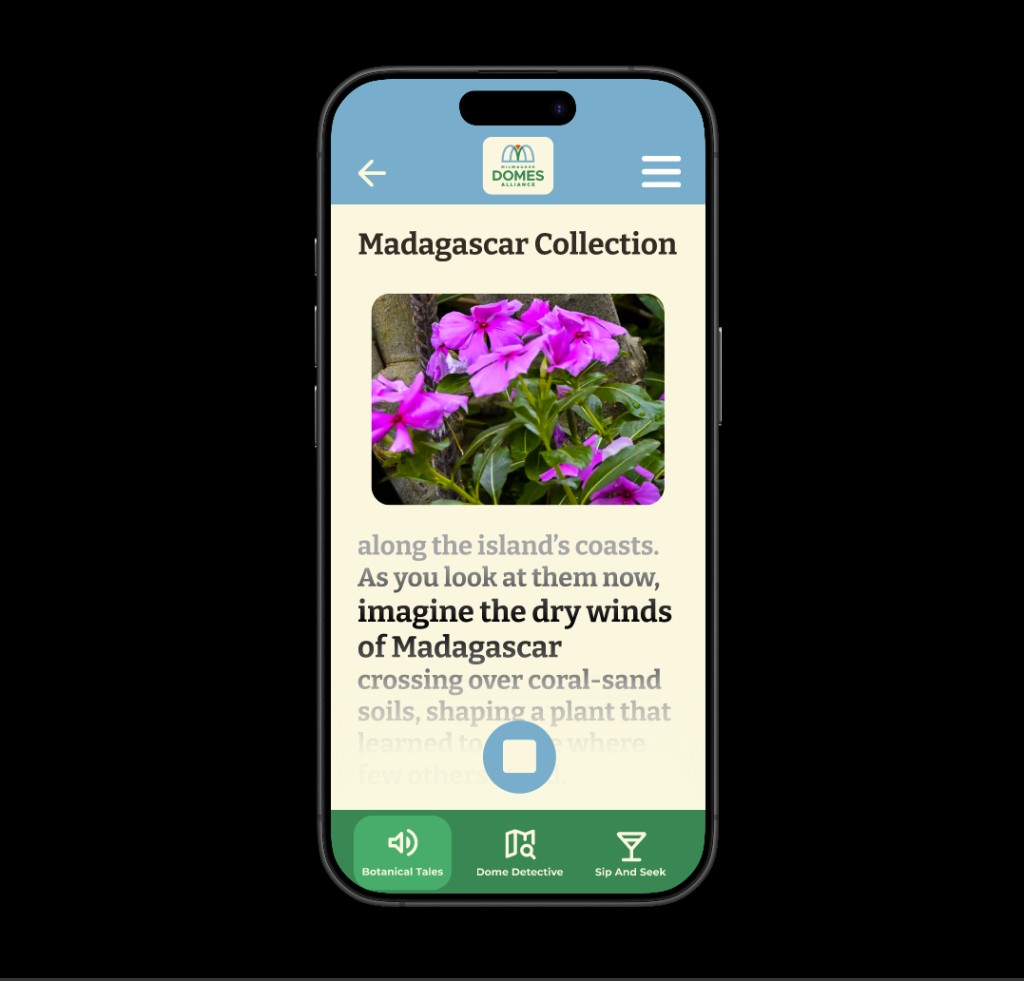 MILWAUKEE
DOMES
ALLIANCE
Madagascar Collection
along the island’s coasts.
As you look at them now,
imagine the dry winds
of Madagascar
crossing over coral-sand
soils, shaping a plant that
learned to where
few other
Botanical Tales
Dome Detective
Sip And Seek